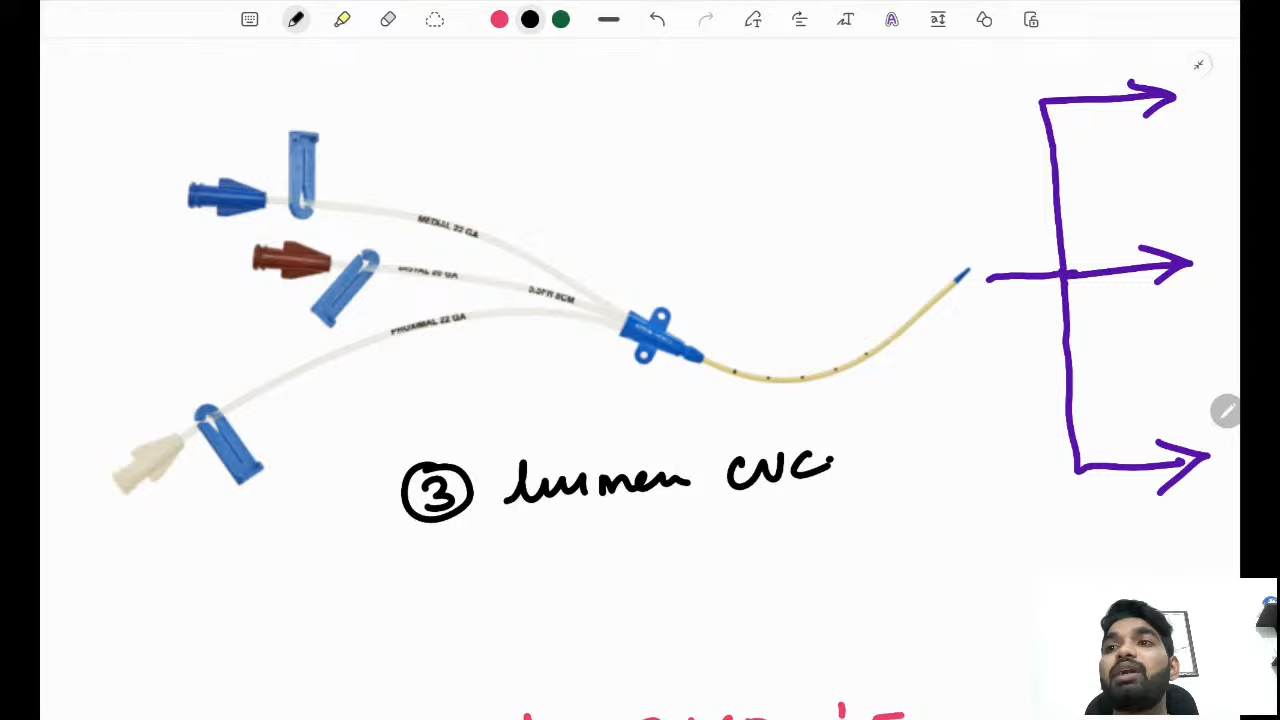 MEDIAL 22 GA
DISTAL 20 GA
5.5FR 8CM
PROXIMAL 22 GA
③ lumen CVC